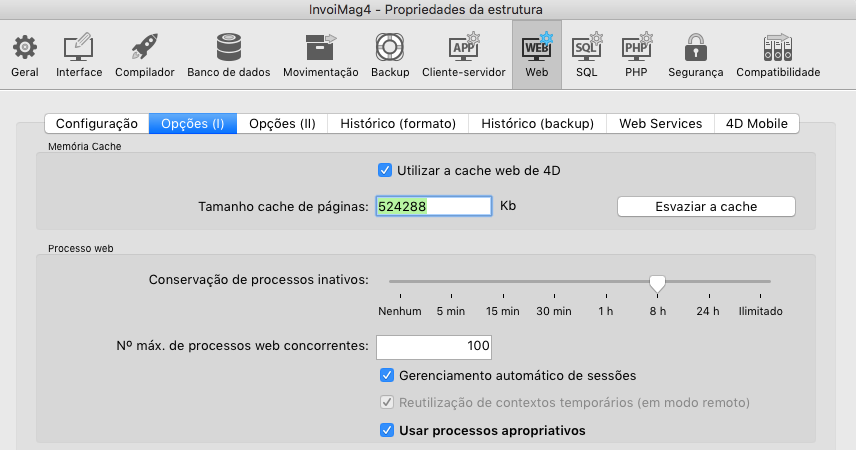 InvoiMag4 - Propriedades da estrutura
APP WEB SQL PHP
Geral Interface Compilador Banco de dados Movimentação Backup Cliente-servidor Web SQL PHP Segurança Compatibilidade
Configuração Opções (I) Opções (II) Histórico (formato) Histórico (backup) Web Services 4D Mobile
Memória Cache
Utilizar a cache web de 4D
Tamanho cache de páginas: 524288 Kb Esvaziar a cache
Processo web
Conservação de processos inativos:
Nenhum 5 min 15 min 30 min 1 h 8 h 24 h Ilimitado
Nº máx. de processos web concorrentes: 100
Gerenciamento automático de sessões
Reutilização de contextos temporários (em modo remoto)
Usar processos apropriativos